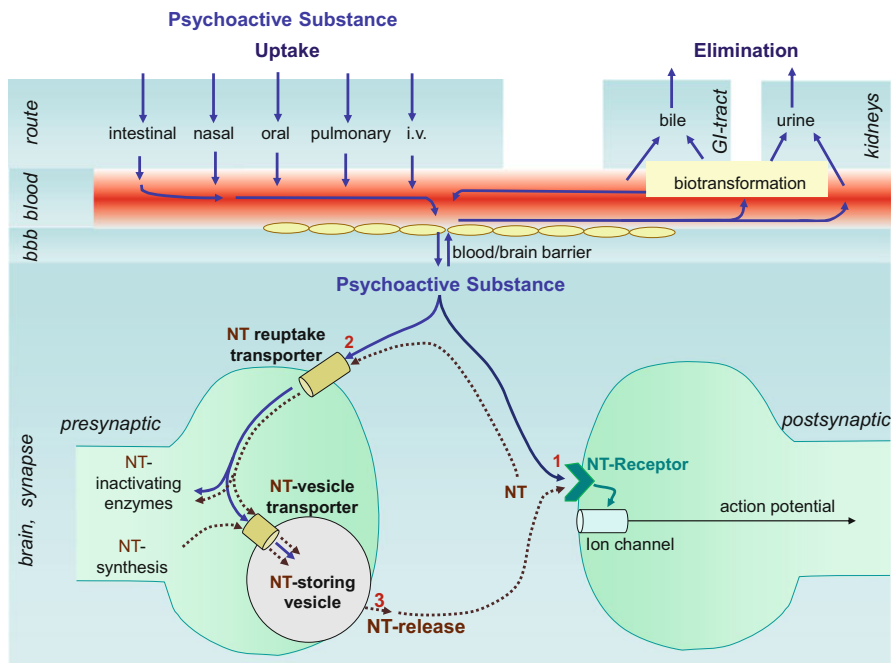 Psychoactive Substance
Uptake
Elimination
route
intestinal
nasal
oral
pulmonary
i.v.
bile
GI-tract
urine
kidneys
blood
biotransformation
bbb
blood/brain barrier
Psychoactive Substance
NT reuptake
transporter
2
presynaptic
postsynaptic
NT-
inactivating
enzymes
NT-vesicle
transporter
NT
1
NT-Receptor
action potential
Ion channel
NT-
synthesis
NT-storing
vesicle
3
NT-release
brain, synapse